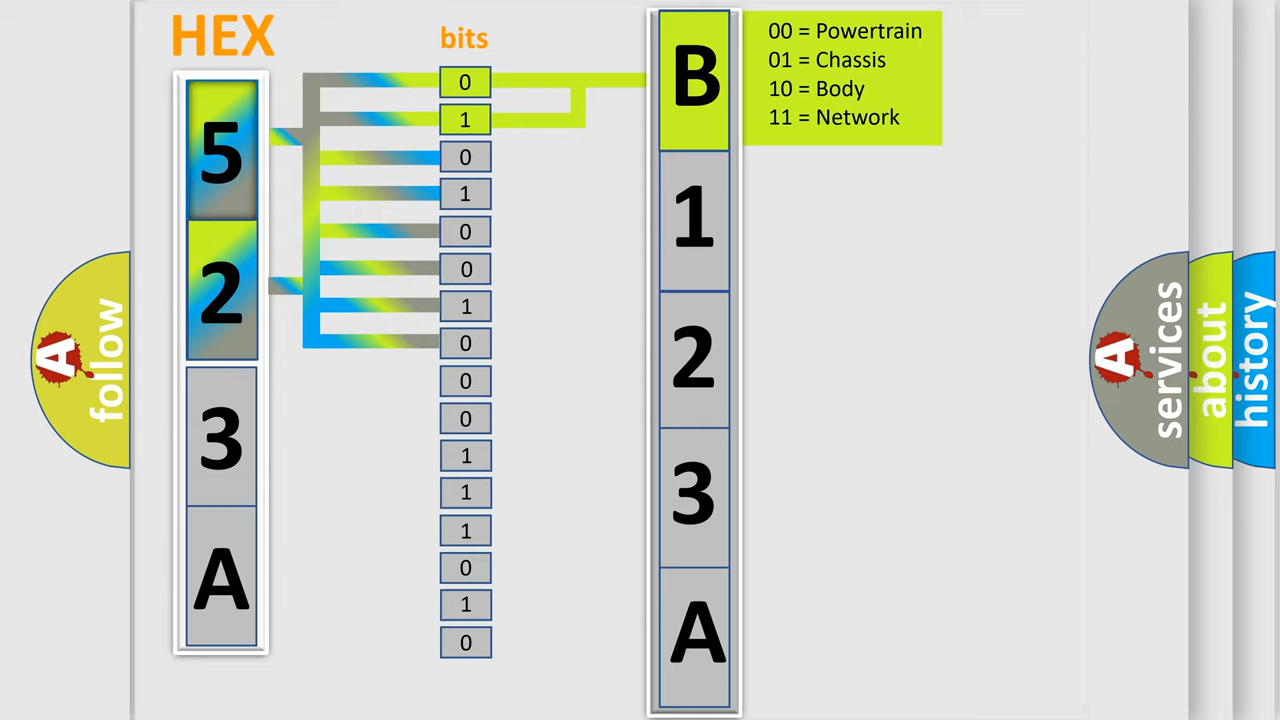 HEX
5
2
3
A
bits
0
1
0
1
0
0
1
0
0
0
1
1
1
0
1
0
B
1
2
3
A
00 = Powertrain
01 = Chassis
10 = Body
11 = Network
A
follow
A
services
about
history